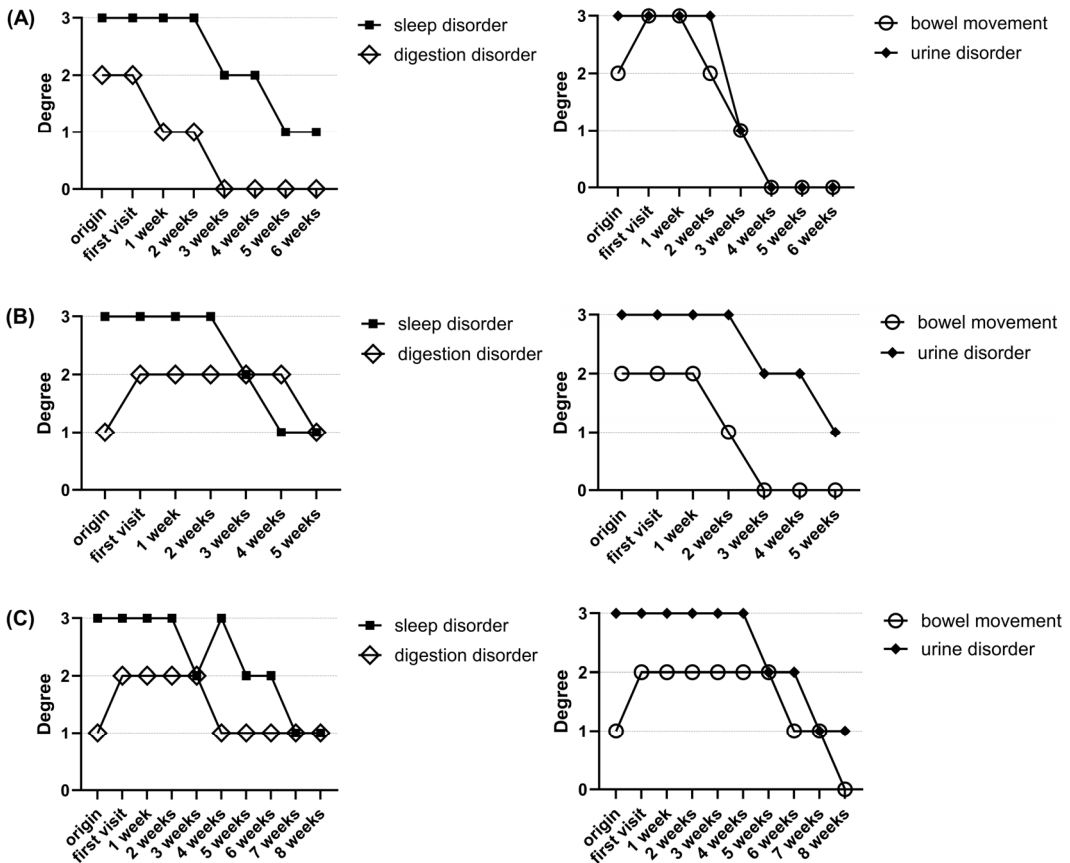 (A)
Degree
3
2
1
0
origin
first visit
1 week
2 weeks
3 weeks
4 weeks
5 weeks
6 weeks
sleep disorder
digestion disorder
Degree
3
2
1
0
origin
first visit
1 week
2 weeks
3 weeks
4 weeks
5 weeks
6 weeks
bowel movement
urine disorder
(B)
Degree
3
2
1
0
origin
first visit
1 week
2 weeks
3 weeks
4 weeks
5 weeks
sleep disorder
digestion disorder
Degree
3
2
1
0
origin
first visit
1 week
2 weeks
3 weeks
4 weeks
5 weeks
bowel movement
urine disorder
(C)
Degree
3
2
1
0
origin
first visit
1 week
2 weeks
3 weeks
4 weeks
5 weeks
6 weeks
7 weeks
8 weeks
sleep disorder
digestion disorder
Degree
3
2
1
0
origin
first visit
1 week
2 weeks
3 weeks
4 weeks
5 weeks
6 weeks
7 weeks
8 weeks
bowel movement
urine disorder